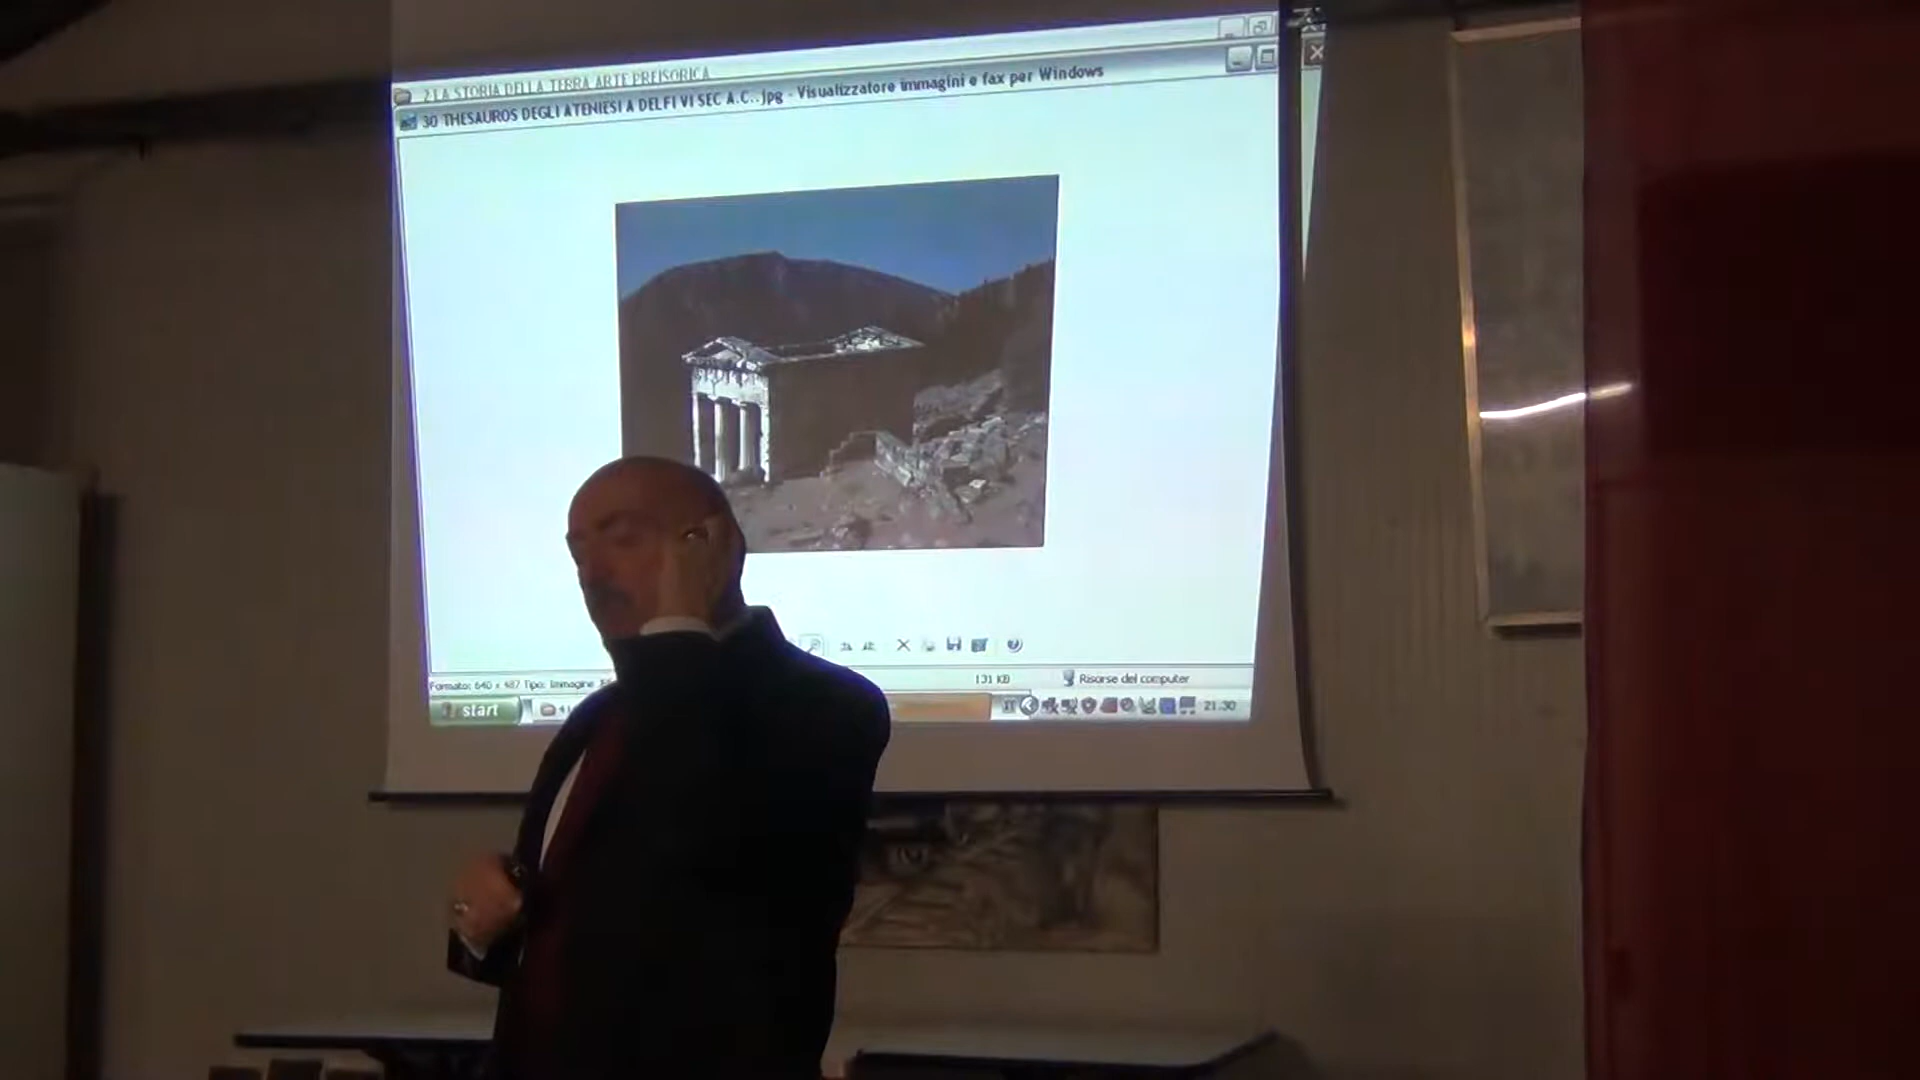 2 LA STORIA DELLA TERRA ARTE PREISORICA
30 THESAUROS DEGLI ATENIESI A DELFI VI SEC A.C..jpg - Visualizzatore immagini e fax per Windows
Formato: 640 x 487 Tipo: Immagine
131 KB
Risorse del computer
start
IT
21.30